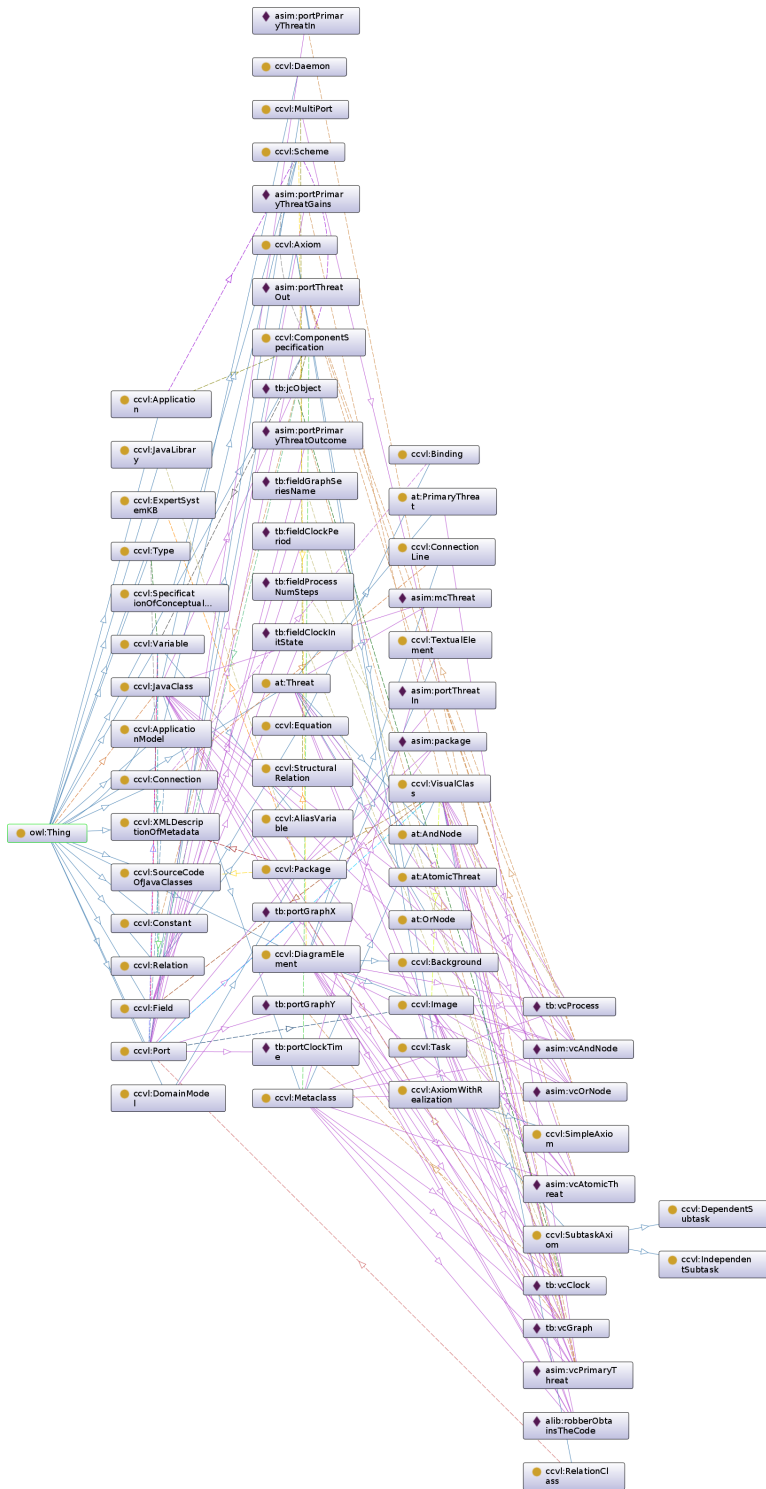 asim:portPrimar
yThreatIn
ccvl:Daemon
ccvl:MultiPort
ccvl:Scheme
asim:portPrimar
yThreatGains
ccvl:Axiom
asim:portThreat
Out
ccvl:ComponentS
pecification
tb:jcObject
asim:portPrimar
yThreatOutcome
tb:fieldGraphSe
riesName
tb:fieldClockPe
riod
tb:fieldProcess
NumSteps
tb:fieldClockIn
itState
at:Threat
ccvl:Equation
ccvl:Structural
Relation
ccvl:AliasVaria
ble
ccvl:Package
tb:portGraphX
ccvl:DiagramEle
ment
tb:portGraphY
tb:portClockTim
e
ccvl:Metaclass
ccvl:Applicatio
n
ccvl:JavaLibrar
y
ccvl:ExpertSyst
emKB
ccvl:Type
ccvl:Specificat
ionOfConceptual...
ccvl:Variable
ccvl:JavaClass
ccvl:Applicatio
nModel
ccvl:Connection
ccvl:XMLDescrip
tionOfMetadata
ccvl:SourceCode
OfJavaClasses
ccvl:Constant
ccvl:Relation
ccvl:Field
ccvl:Port
ccvl:DomainMode
l
owl:Thing
ccvl:Binding
at:PrimaryThrea
t
ccvl:Connection
Line
asim:mcThreat
ccvl:TextualEle
ment
asim:portThreat
In
asim:package
ccvl:VisualClas
s
at:AndNode
at:AtomicThreat
at:OrNode
ccvl:Background
ccvl:Image
ccvl:Task
ccvl:AxiomWithR
ealization
tb:vcProcess
asim:vcAndNode
asim:vcOrNode
ccvl:SimpleAxio
m
asim:vcAtomicTh
reat
ccvl:SubtaskAxi
om
tb:vcClock
tb:vcGraph
asim:vcPrimaryT
hreat
alib:robberObta
insTheCode
ccvl:RelationCl
ass
ccvl:DependentS
ubtask
ccvl:Independen
tSubtask